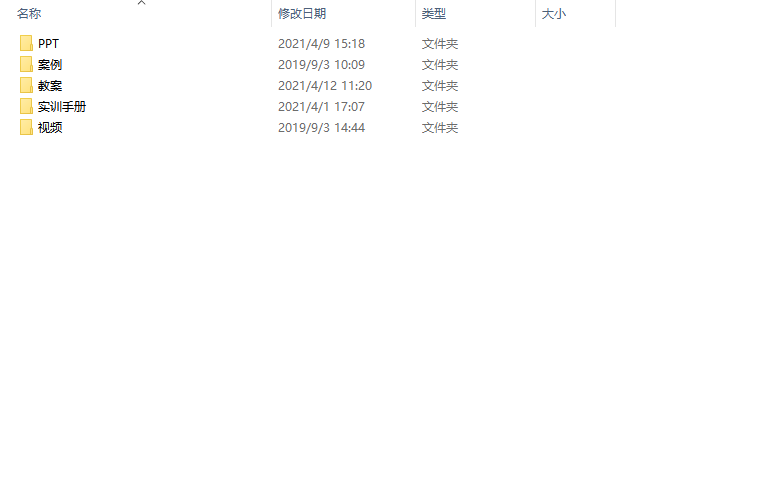 名称 修改日期 类型 大小
PPT 2021/4/9 15:18 文件夹
案例 2019/9/3 10:09 文件夹
教案 2021/4/12 11:20 文件夹
实训手册 2021/4/1 17:07 文件夹
视频 2019/9/3 14:44 文件夹